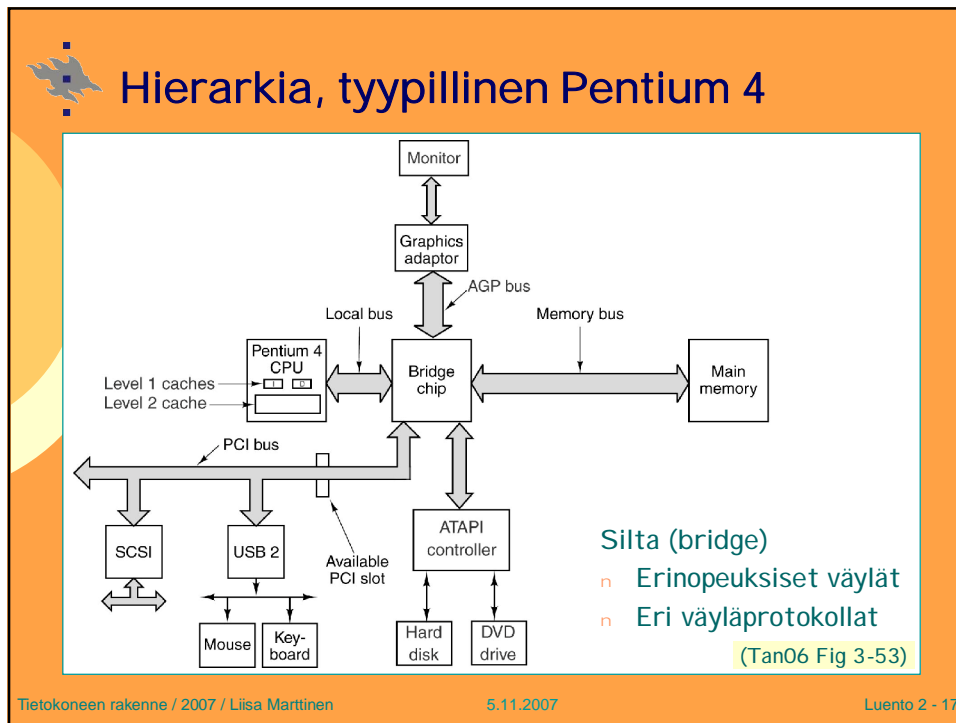 Hierarkia, tyypillinen Pentium 4
Monitor
Graphics
adaptor
AGP bus
Local bus
Memory bus
Pentium 4
CPU
I D
Level 1 caches
Level 2 cache
Bridge
chip
Main
memory
PCI bus
SCSI
USB 2
Available
PCI slot
ATAPI
controller
Mouse
Key-
board
Hard
disk
DVD
drive
Silta (bridge)
n Erinopeuksiset väylät
n Eri väyläprotokollat
(Tan06 Fig 3-53)
Tietokoneen rakenne / 2007 / Liisa Marttinen 5.11.2007 Luento 2 - 17